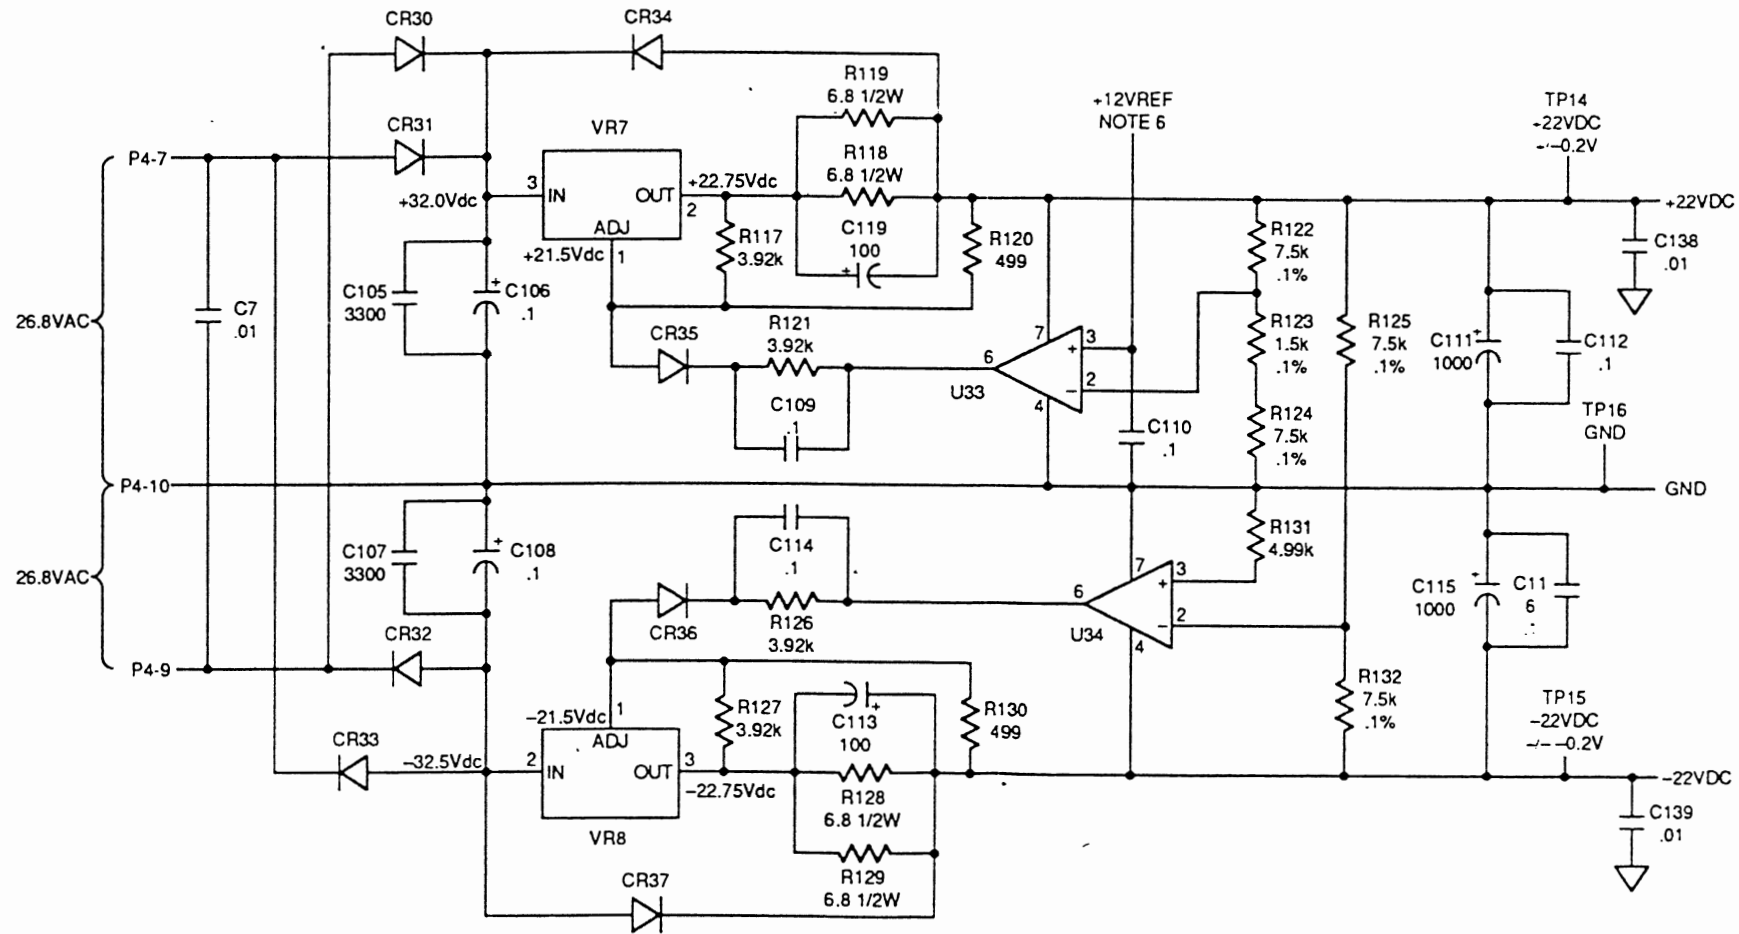 CR30
CR34
R119
6.8 1/2W
+12VREF
NOTE 6
TP14
+22VDC
-/-0.2V
CR31
VR7
P4-7
R118
6.8 1/2W
+22.75Vdc
+32.0Vdc
3
IN
OUT
2
ADJ
+22VDC
+21.5Vdc
1
R117
3.92k
C119
100
+
R120
499
R122
7.5k
.1%
C138
.01
C105
3300
+
C106
.1
C7
.01
26.8VAC
CR35
R121
3.92k
7
3
+
6
2
−
U33
4
R123
1.5k
.1%
R125
7.5k
.1%
C111
+
1000
C112
.1
C109
.1
C110
.1
R124
7.5k
.1%
TP16
GND
P4-10
GND
C107
3300
+
C108
.1
26.8VAC
C114
.1
R131
4.99k
7
3
+
6
2
−
U34
4
C115
+
1000
C11
6
.
CR36
R126
3.92k
CR32
P4-9
−21.5Vdc
1
R127
3.92k
C113
100
+
R130
499
R132
7.5k
.1%
TP15
−22VDC
-/--0.2V
CR33
−32.5Vdc
2
IN
ADJ
OUT
3
−22.75Vdc
−22VDC
VR8
R128
6.8 1/2W
C139
.01
CR37
R129
6.8 1/2W